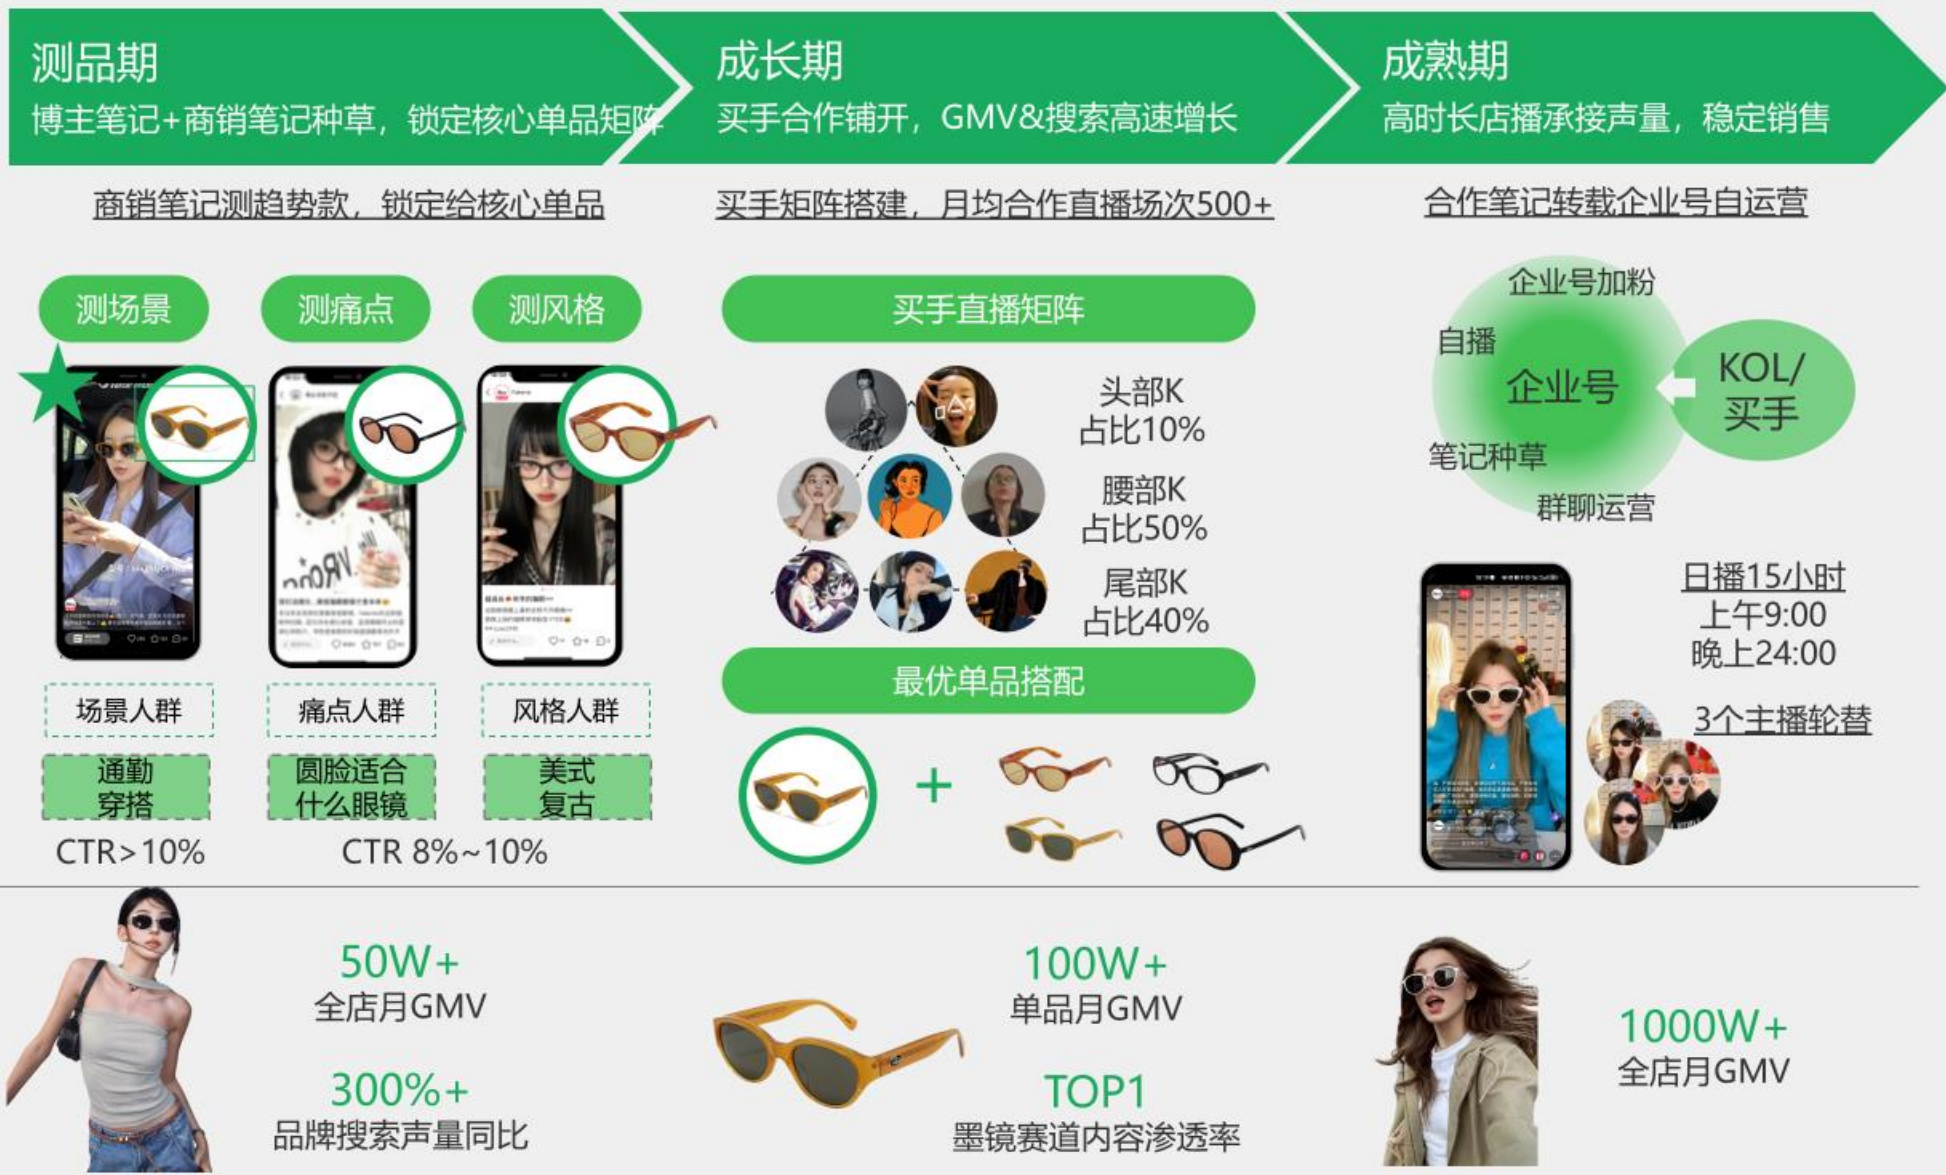 测品期
博主笔记+商销笔记种草，锁定核心单品矩阵
成长期
买手合作铺开，GMV&搜索高速增长
成熟期
高时长店播承接声量，稳定销售
商销笔记测趋势款，锁定给核心单品
测场景
测痛点
测风格
场景人群
痛点人群
风格人群
通勤
穿搭
圆脸适合
什么眼镜
美式
复古
CTR>10%
CTR 8%~10%
买手矩阵搭建，月均合作直播场次500+
买手直播矩阵
头部K
占比10%
腰部K
占比50%
尾部K
占比40%
最优单品搭配
+
合作笔记转载企业号自运营
企业号加粉
自播
企业号
KOL/
买手
笔记种草
群聊运营
日播15小时
上午9:00
晚上24:00
3个主播轮替
50W+
全店月GMV
300%+
品牌搜索声量同比
100W+
单品月GMV
TOP1
墨镜赛道内容渗透率
1000W+
全店月GMV